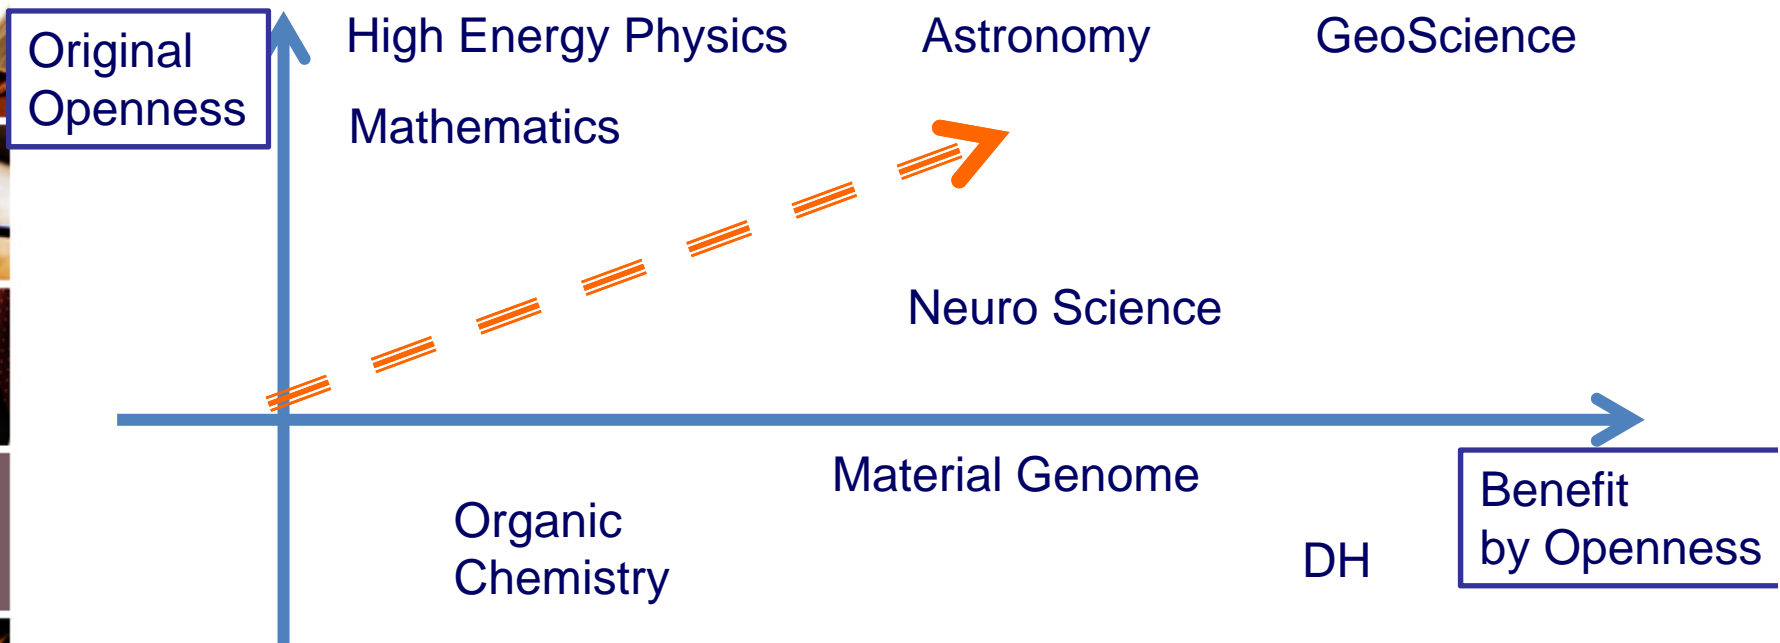 Original
Openness
High Energy Physics
Astronomy
GeoScience
Mathematics
Neuro Science
Material Genome
Organic
Chemistry
DH
Benefit
by Openness